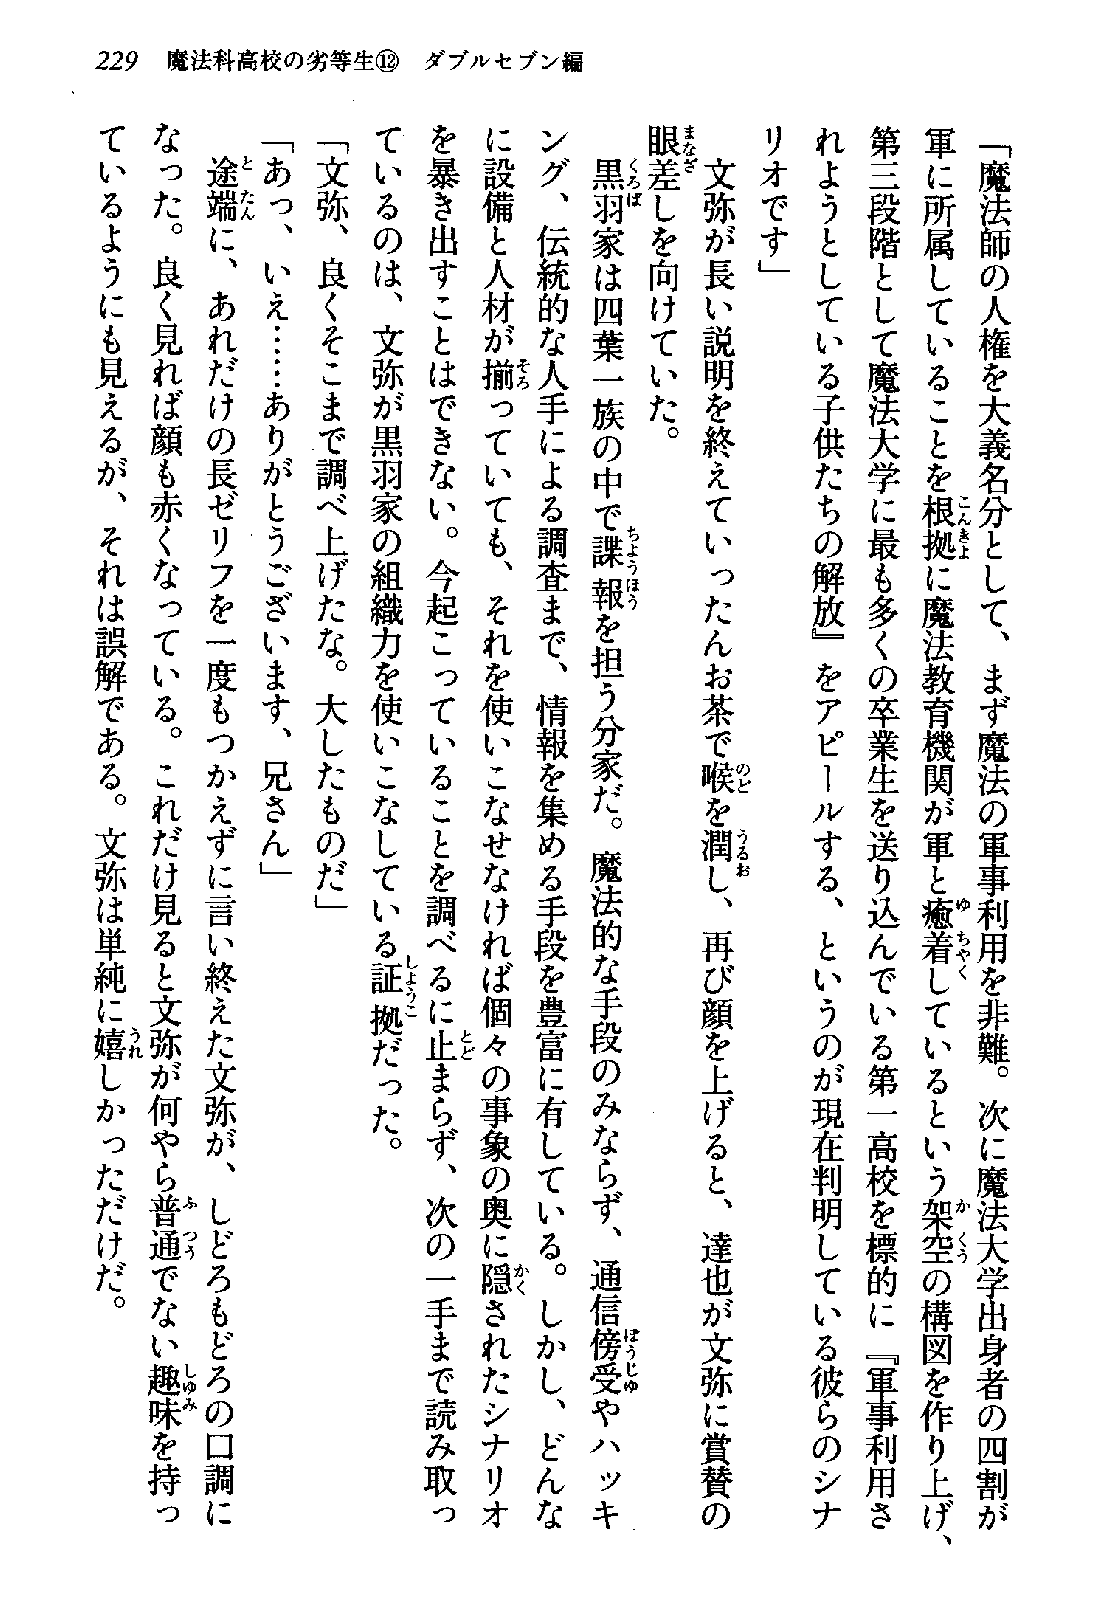 229 魔法科高校の劣等生⑫ ダブルセブン編
「魔法師の人権を大義名分として、まず魔法の軍事利用を非難。次に魔法大学出身者の四割が
軍に所属していることを根拠に魔法教育機関が軍と癒着しているという架空の構図を作り上げ、
第三段階として魔法大学に最も多くの卒業生を送り込んでいる第一高校を標的に『軍事利用さ
れようとしている子供たちの解放』をアピールする、というのが現在判明している彼らのシナ
リオです」
文弥が長い説明を終えていったんお茶で喉を潤し、再び顔を上げると、達也が文弥に賞賛の
眼差しを向けていた。
黒羽家は四葉一族の中で諜報を担う分家だ。魔法的な手段のみならず、通信傍受やハッキ
ング、伝統的な人手による調査まで、情報を集める手段を豊富に有している。しかし、どんな
に設備と人材が揃っていても、それを使いこなせなければ個々の事象の奥に隠されたシナリオ
を暴き出すことはできない。今起こっていることを調べるに止まらず、次の一手まで読み取っ
ているのは、文弥が黒羽家の組織力を使いこなしている証拠だった。
「文弥、良くそこまで調べ上げたな。大したものだ」
「あっ、いえ……ありがとうございます、兄さん」
途端に、あれだけの長ゼリフを一度もつかえずに言い終えた文弥が、しどろもどろの口調に
なった。良く見れば顔も赤くなっている。これだけ見ると文弥が何やら普通でない趣味を持っ
ているようにも見えるが、それは誤解である。文弥は単純に嬉しかっただけだ。